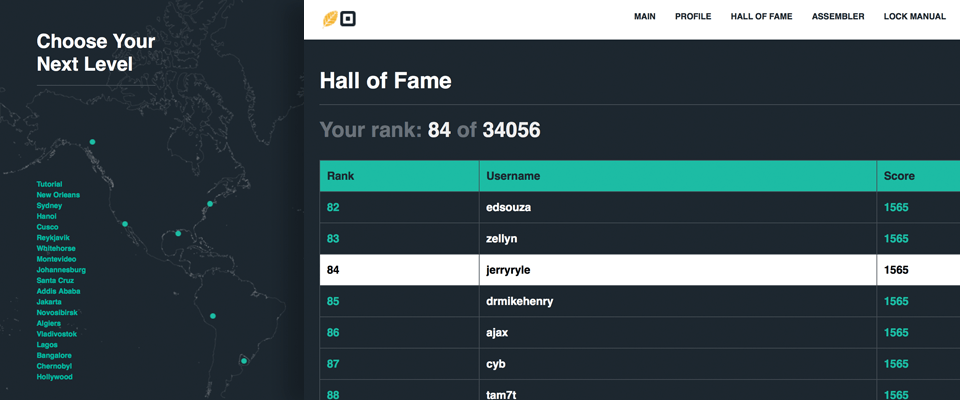 Choose Your
Next Level
Tutorial
New Orleans
Sydney
Hanoi
Cusco
Reykjavik
Whitehorse
Montevideo
Johannesburg
Santa Cruz
Addis Ababa
Jakarta
Novosibirsk
Algiers
Vladivostok
Lagos
Bangalore
Chernobyl
Hollywood
MAIN PROFILE HALL OF FAME ASSEMBLER LOCK MANUAL
Hall of Fame
Your rank: 84 of 34056
Rank Username Score
82 edsouza 1565
83 zellyn 1565
84 jerryryle 1565
85 drmikehenry 1565
86 ajax 1565
87 cyb 1565
88 tam7t 1565